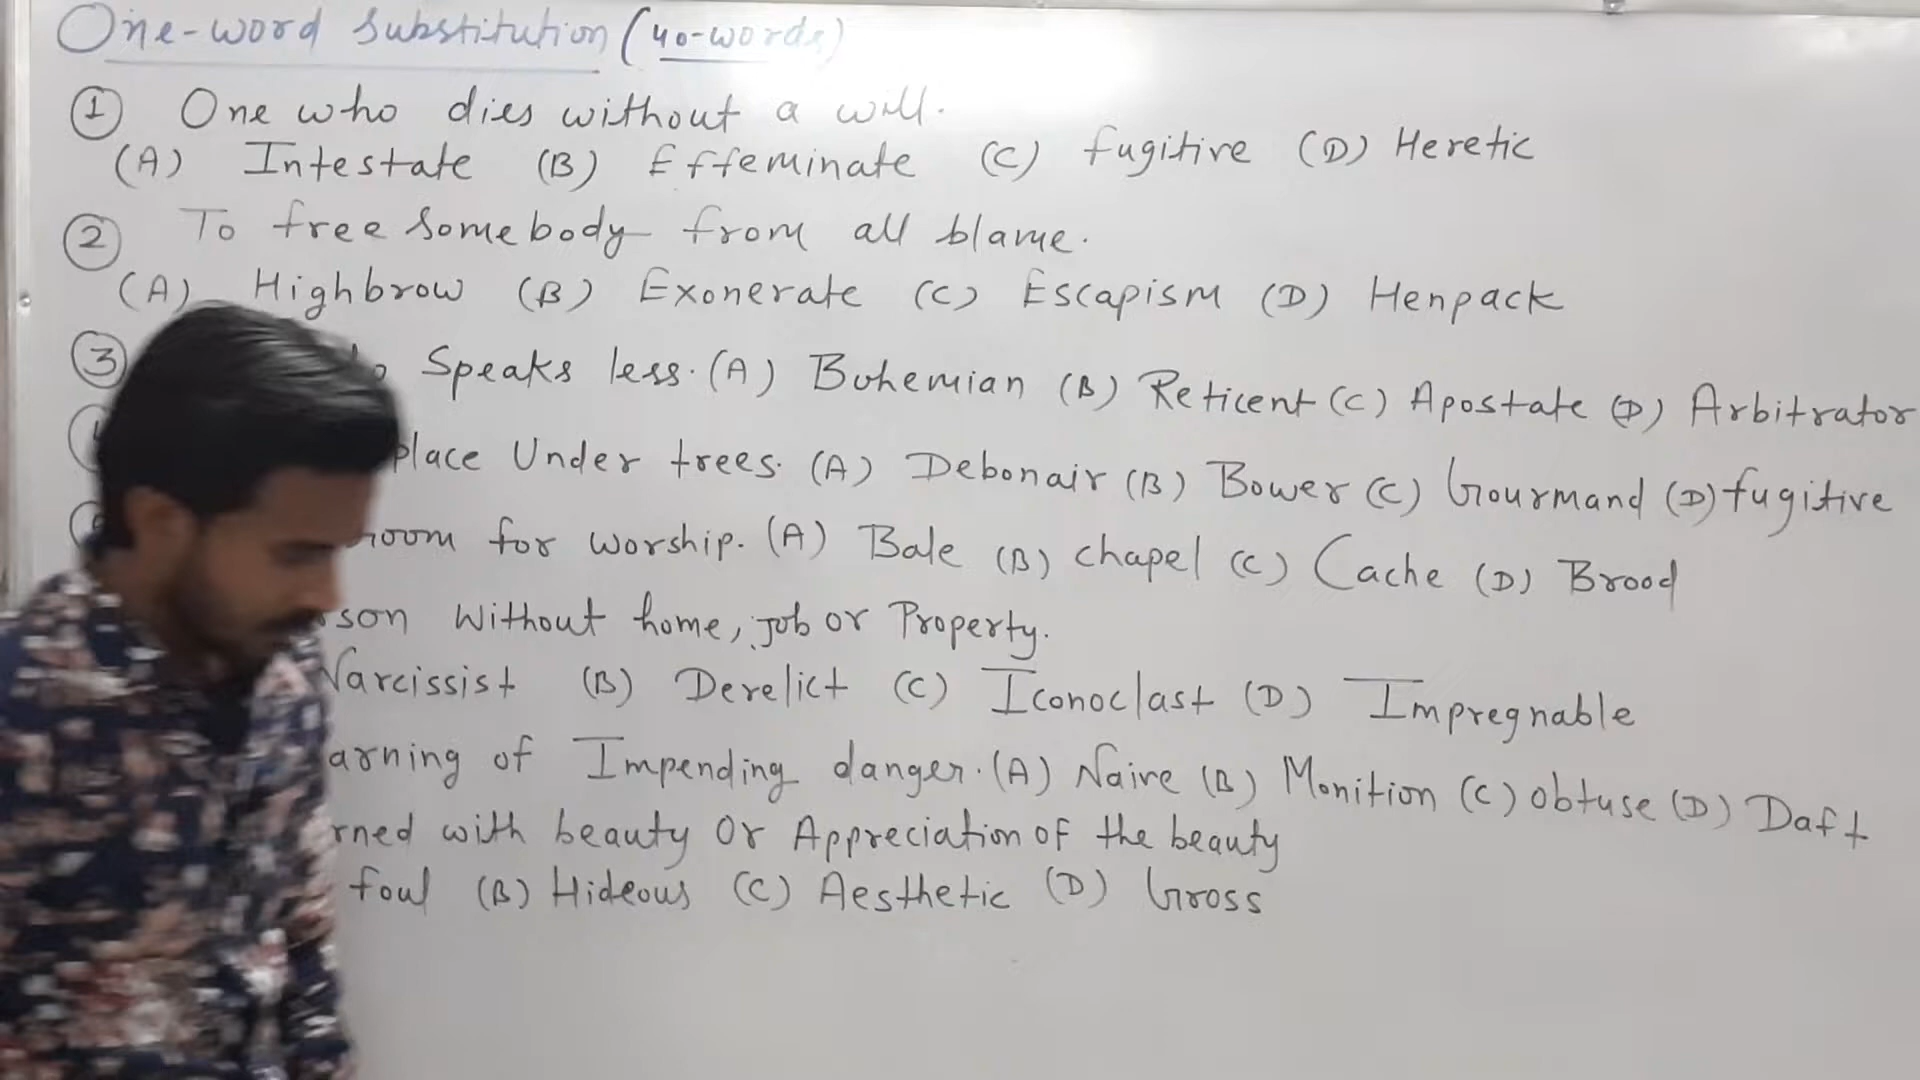 One-word Substitution (40-words)
① One who dies without a will.
(A) Intestate (B) Effeminate (C) fugitive (D) Heretic
② To free somebody from all blame.
(A) Highbrow (B) Exonerate (C) Escapism (D) Henpack
③ Speaks less. (A) Bohemian (B) Reticent (C) Apostate (D) Arbitrator
place Under trees. (A) Debonair (B) Bower (C) Gourmand (D) fugitive
room for worship. (A) Bale (B) chapel (C) Cache (D) Brood
son Without home, job or Property.
Narcissist (B) Derelict (C) Iconoclast (D) Impregnable
arning of Impending danger. (A) Naive (B) Monition (C) obtuse (D) Daft
rned with beauty Or Appreciation of the beauty
foul (B) Hideous (C) Aesthetic (D) Gross